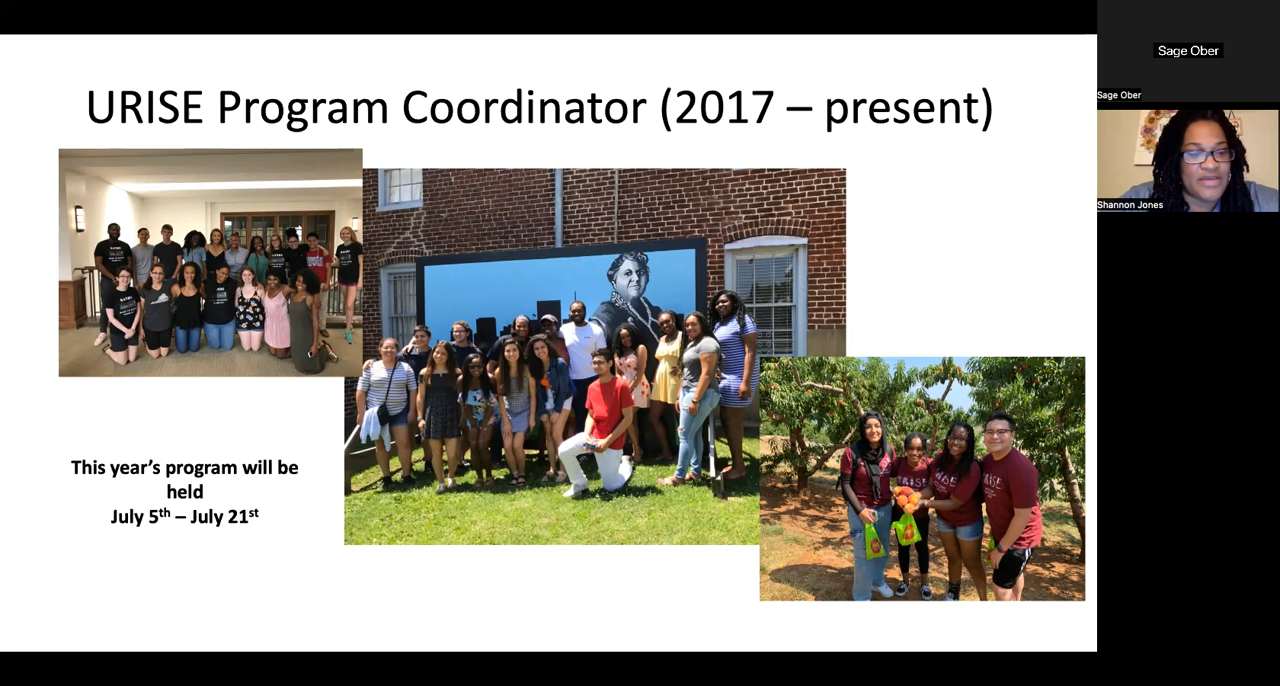 URISE Program Coordinator (2017 – present)
This year's program will be
held
July 5th – July 21st
Sage Ober
Sage Ober
Shannon Jones
URISE